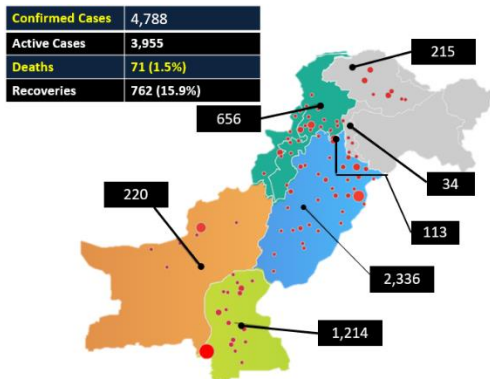 Confirmed Cases 4,788
Active Cases 3,955
Deaths 71 (1.5%)
Recoveries 762 (15.9%)
215
656
34
220
113
2,336
1,214